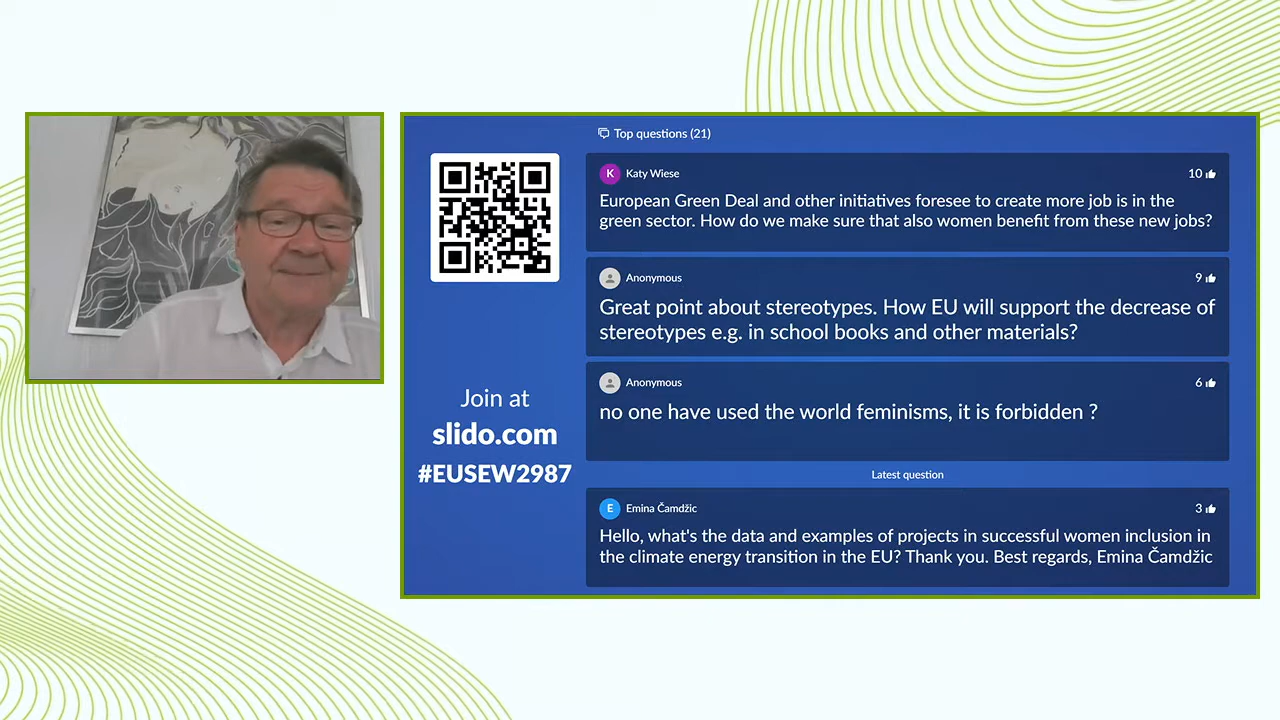 Top questions (21)
K Katy Wiese 10
European Green Deal and other initiatives foresee to create more job is in the
green sector. How do we make sure that also women benefit from these new jobs?
Anonymous 9
Great point about stereotypes. How EU will support the decrease of
stereotypes e.g. in school books and other materials?
Anonymous 6
no one have used the world feminisms, it is forbidden ?
Latest question
E Emina Čamdžic 3
Hello, what's the data and examples of projects in successful women inclusion in
the climate energy transition in the EU? Thank you. Best regards, Emina Čamdžic
Join at
slido.com
#EUSEW2987